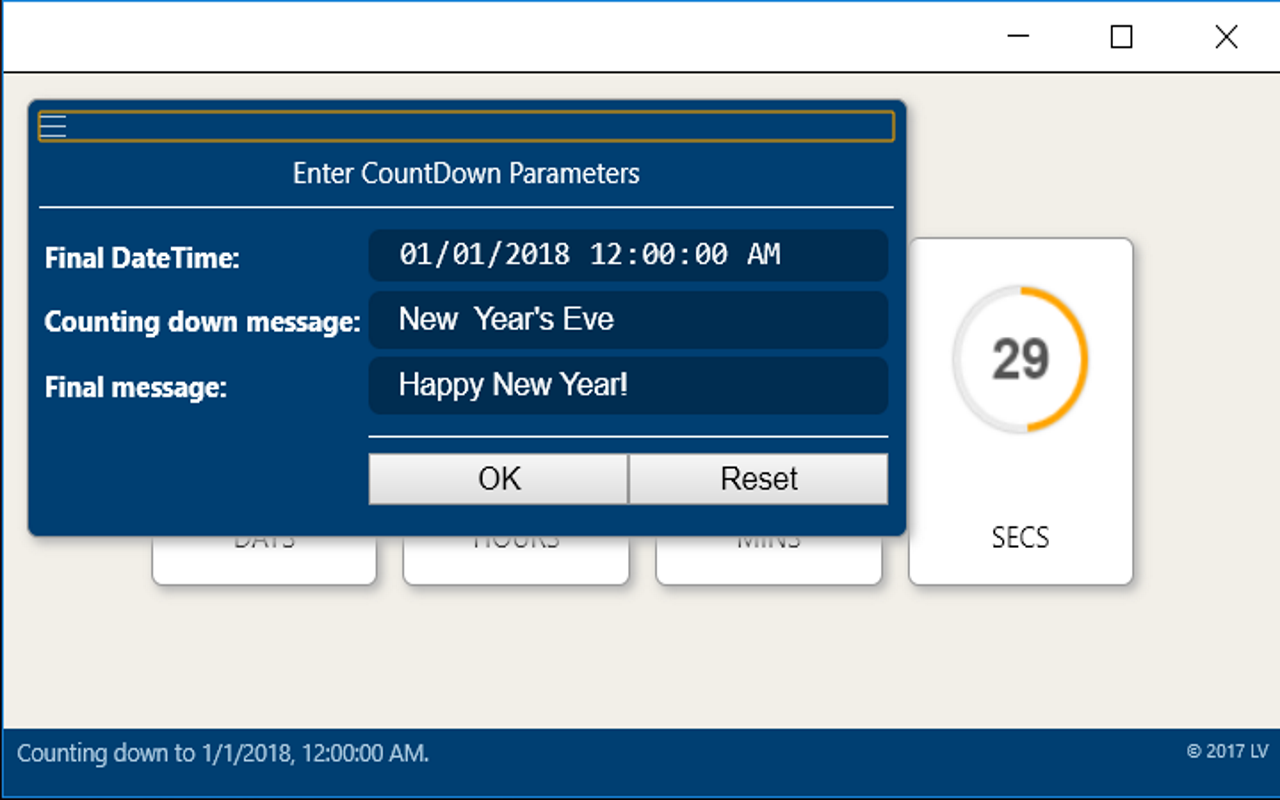 Enter CountDown Parameters
Final DateTime: 01/01/2018 12:00:00 AM
Counting down message: New  Year's Eve
Final message: Happy New Year!
OK Reset
29
DAYS HOURS MINS SECS
Counting down to 1/1/2018, 12:00:00 AM.
© 2017 LV